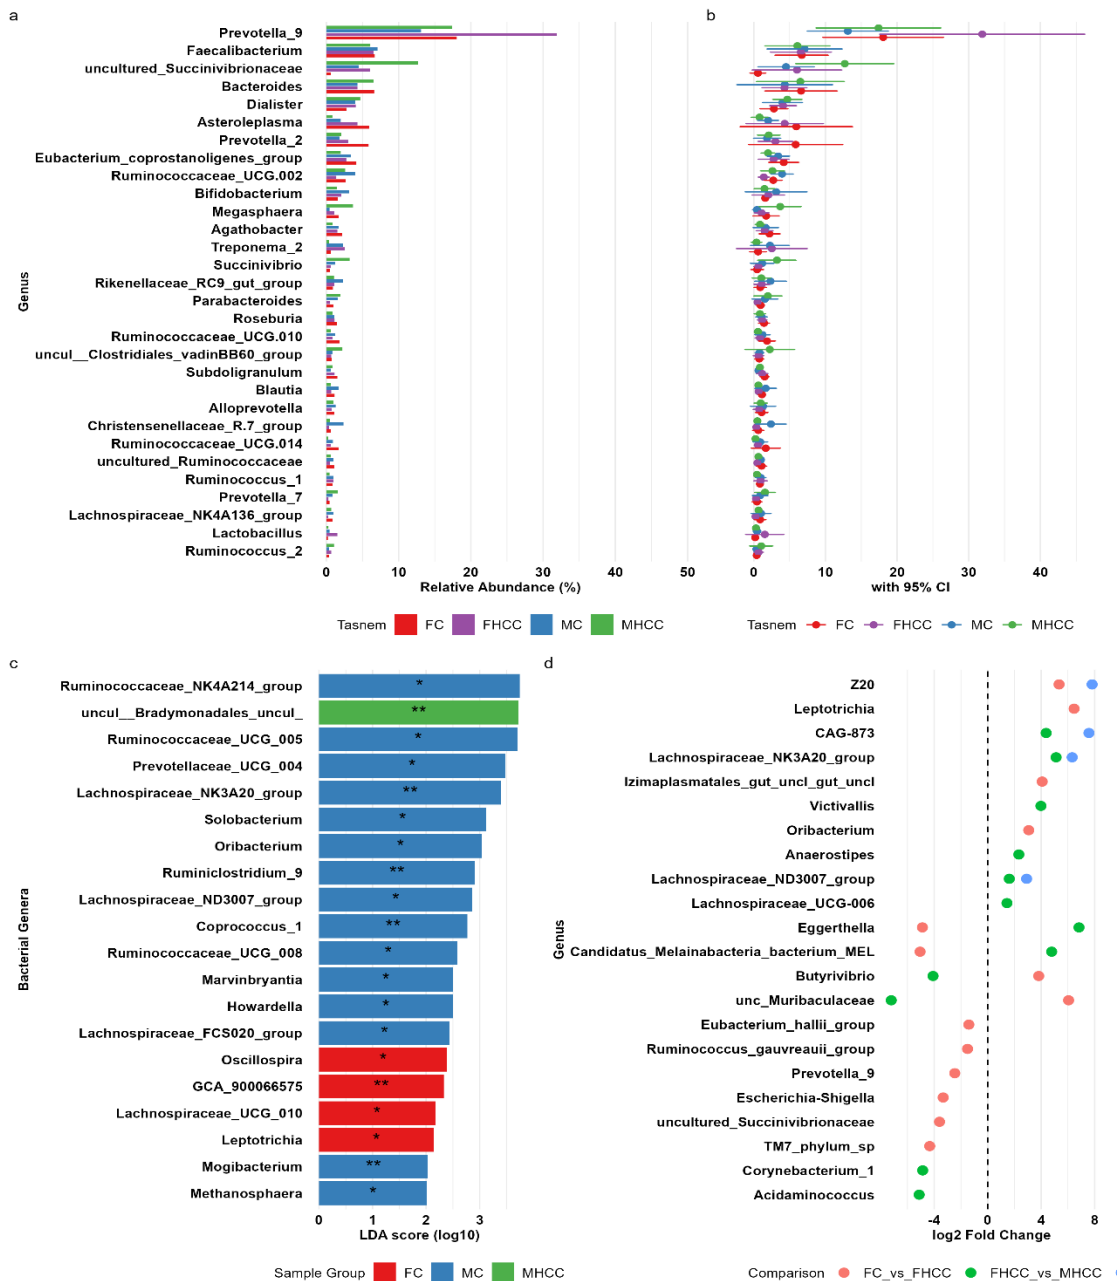 a
Prevotella_9
Faecalibacterium
uncultured_Succinivibrionaceae
Bacteroides
Dialister
Asteroleplasma
Prevotella_2
Eubacterium_coprostanoligenes_group
Ruminococcaceae_UCG.002
Bifidobacterium
Megasphaera
Agathobacter
Treponema_2
Succinivibrio
Rikenellaceae_RC9_gut_group
Parabacteroides
Roseburia
Ruminococcaceae_UCG.010
uncul__Clostridiales_vadinBB60_group
Subdoligranulum
Blautia
Alloprevotella
Christensenellaceae_R.7_group
Ruminococcaceae_UCG.014
uncultured_Ruminococcaceae
Ruminococcus_1
Prevotella_7
Lachnospiraceae_NK4A136_group
Lactobacillus
Ruminococcus_2
Genus
0 10 20 30 40 50
Relative Abundance (%)
Tasnem FC FHCC MC MHCC
b
0 10 20 30 40
with 95% CI
Tasnem FC FHCC MC MHCC
c
Ruminococcaceae_NK4A214_group *
uncul__Bradymonadales_uncul_ **
Ruminococcaceae_UCG_005 *
Prevotellaceae_UCG_004 *
Lachnospiraceae_NK3A20_group **
Solobacterium *
Oribacterium *
Ruminiclostridium_9 **
Lachnospiraceae_ND3007_group *
Coprococcus_1 **
Ruminococcaceae_UCG_008 *
Marvinbryantia *
Howardella *
Lachnospiraceae_FCS020_group *
Oscillospira *
GCA_900066575 **
Lachnospiraceae_UCG_010 *
Leptotrichia *
Mogibacterium **
Methanosphaera *
Bacterial Genera
0 1 2 3
LDA score (log10)
Sample Group FC MC MHCC
d
Z20
Leptotrichia
CAG-873
Lachnospiraceae_NK3A20_group
Izimaplasmatales_gut_uncl_gut_uncl
Victivallis
Oribacterium
Anaerostipes
Lachnospiraceae_ND3007_group
Lachnospiraceae_UCG-006
Eggerthella
Candidatus_Melainabacteria_bacterium_MEL
Butyrivibrio
unc_Muribaculaceae
Eubacterium_hallii_group
Ruminococcus_gauvreauii_group
Prevotella_9
Escherichia-Shigella
uncultured_Succinivibrionaceae
TM7_phylum_sp
Corynebacterium_1
Acidaminococcus
Genus
-4 0 4 8
log2 Fold Change
Comparison FC_vs_FHCC FHCC_vs_MHCC